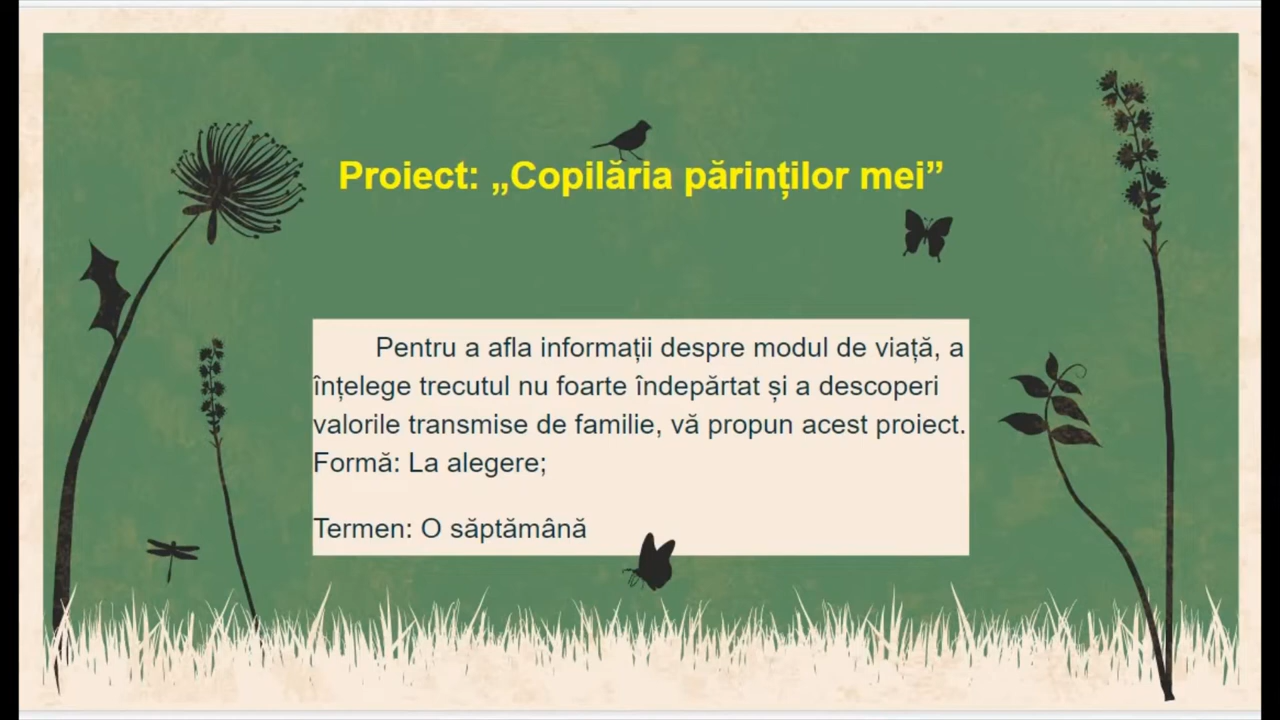 Proiect: „Copilăria părinților mei”
Pentru a afla informații despre modul de viață, a
înțelege trecutul nu foarte îndepărtat și a descoperi
valorile transmise de familie, vă propun acest proiect.
Formă: La alegere;
Termen: O săptămână